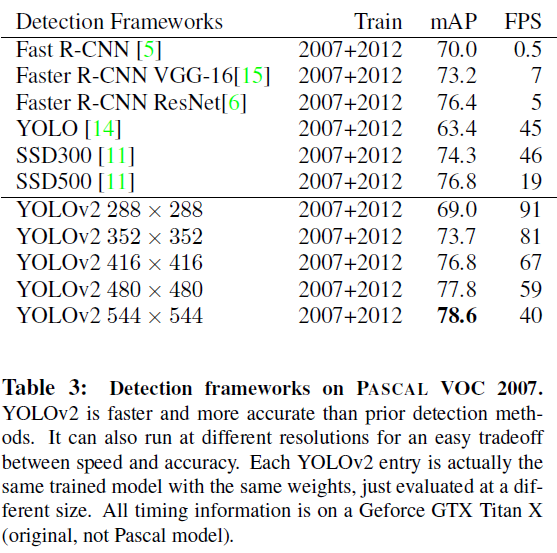 Detection Frameworks Train mAP FPS
Fast R-CNN [5] 2007+2012 70.0 0.5
Faster R-CNN VGG-16[15] 2007+2012 73.2 7
Faster R-CNN ResNet[6] 2007+2012 76.4 5
YOLO [14] 2007+2012 63.4 45
SSD300 [11] 2007+2012 74.3 46
SSD500 [11] 2007+2012 76.8 19
YOLOv2 288 × 288 2007+2012 69.0 91
YOLOv2 352 × 352 2007+2012 73.7 81
YOLOv2 416 × 416 2007+2012 76.8 67
YOLOv2 480 × 480 2007+2012 77.8 59
YOLOv2 544 × 544 2007+2012 78.6 40
Table 3: Detection frameworks on PASCAL VOC 2007.
YOLOv2 is faster and more accurate than prior detection meth-
ods. It can also run at different resolutions for an easy tradeoff
between speed and accuracy. Each YOLOv2 entry is actually the
same trained model with the same weights, just evaluated at a dif-
ferent size. All timing information is on a Geforce GTX Titan X
(original, not Pascal model).